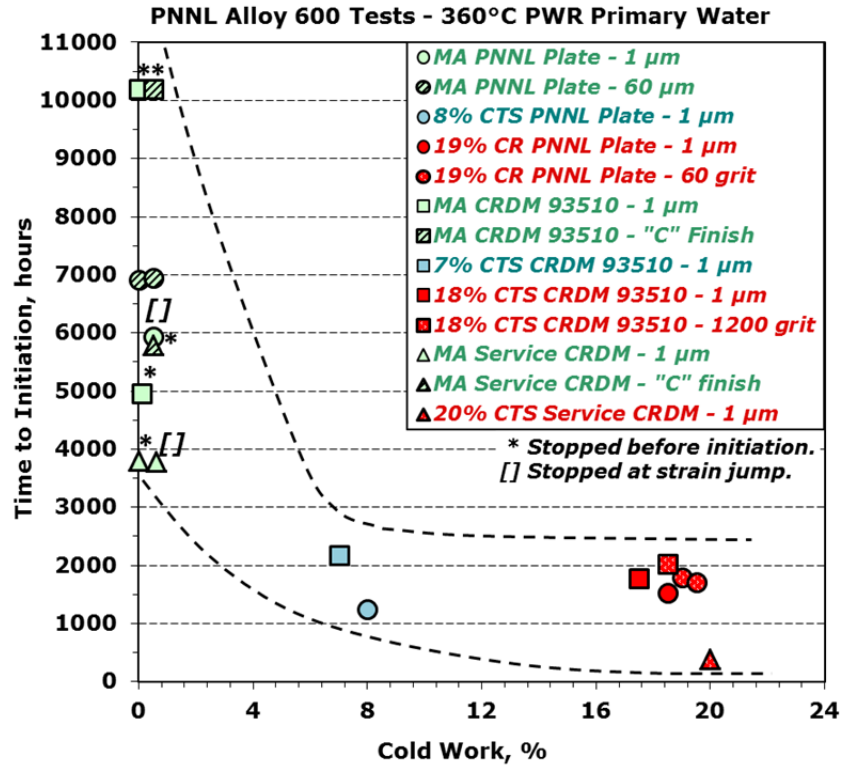 PNNL Alloy 600 Tests - 360°C PWR Primary Water
Time to Initiation, hours
11000
10000
9000
8000
7000
6000
5000
4000
3000
2000
1000
0
**
[]
*
*
* []
MA PNNL Plate - 1 µm
MA PNNL Plate - 60 µm
8% CTS PNNL Plate - 1 µm
19% CR PNNL Plate - 1 µm
19% CR PNNL Plate - 60 grit
MA CRDM 93510 - 1 µm
MA CRDM 93510 - "C" Finish
7% CTS CRDM 93510 - 1 µm
18% CTS CRDM 93510 - 1 µm
18% CTS CRDM 93510 - 1200 grit
MA Service CRDM - 1 µm
MA Service CRDM - "C" finish
20% CTS Service CRDM - 1 µm
* Stopped before initiation.
[] Stopped at strain jump.
0 4 8 12 16 20 24
Cold Work, %